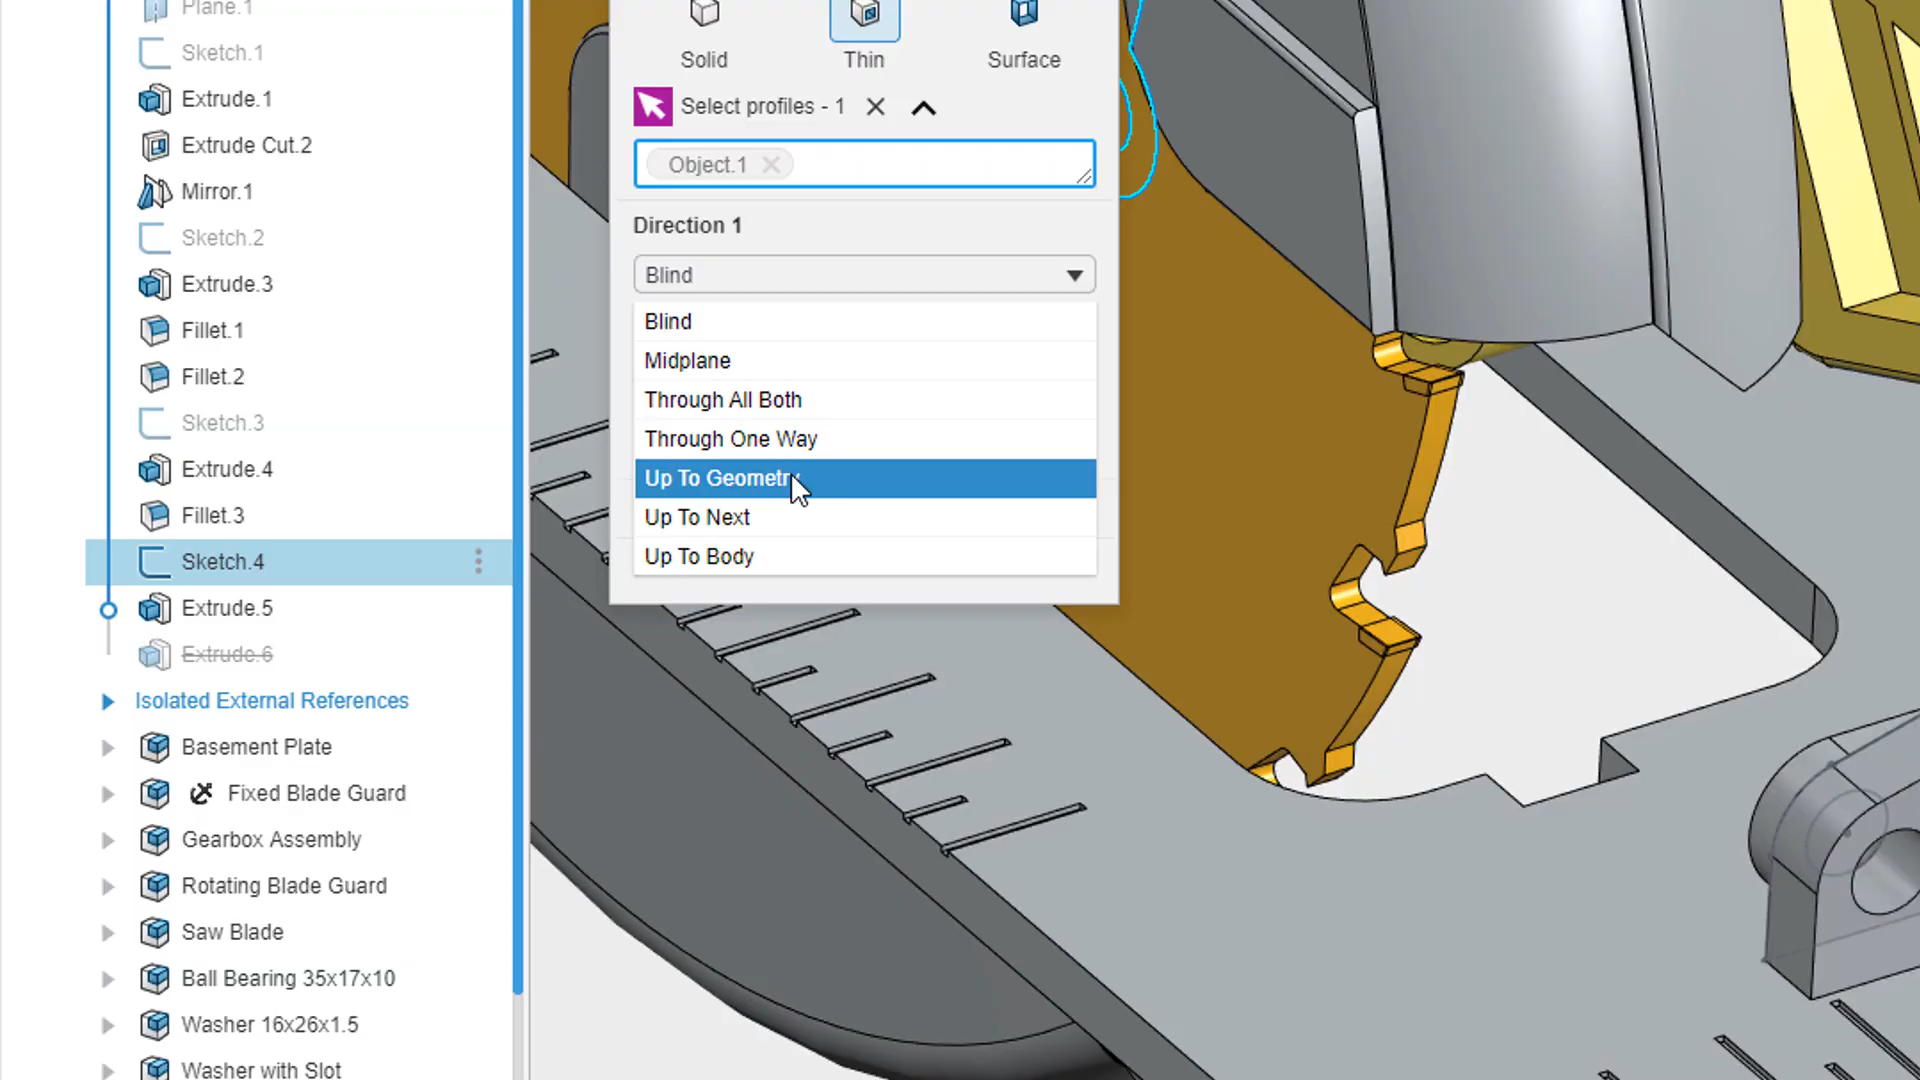 Plane.1
Sketch.1
Extrude.1
Extrude Cut.2
Mirror.1
Sketch.2
Extrude.3
Fillet.1
Fillet.2
Sketch.3
Extrude.4
Fillet.3
Sketch.4
Extrude.5
Extrude.6
Isolated External References
Basement Plate
Fixed Blade Guard
Gearbox Assembly
Rotating Blade Guard
Saw Blade
Ball Bearing 35x17x10
Washer 16x26x1.5
Washer with Slot
Solid Thin Surface
Select profiles - 1
Object.1
Direction 1
Blind
Blind
Midplane
Through All Both
Through One Way
Up To Geometry
Up To Next
Up To Body